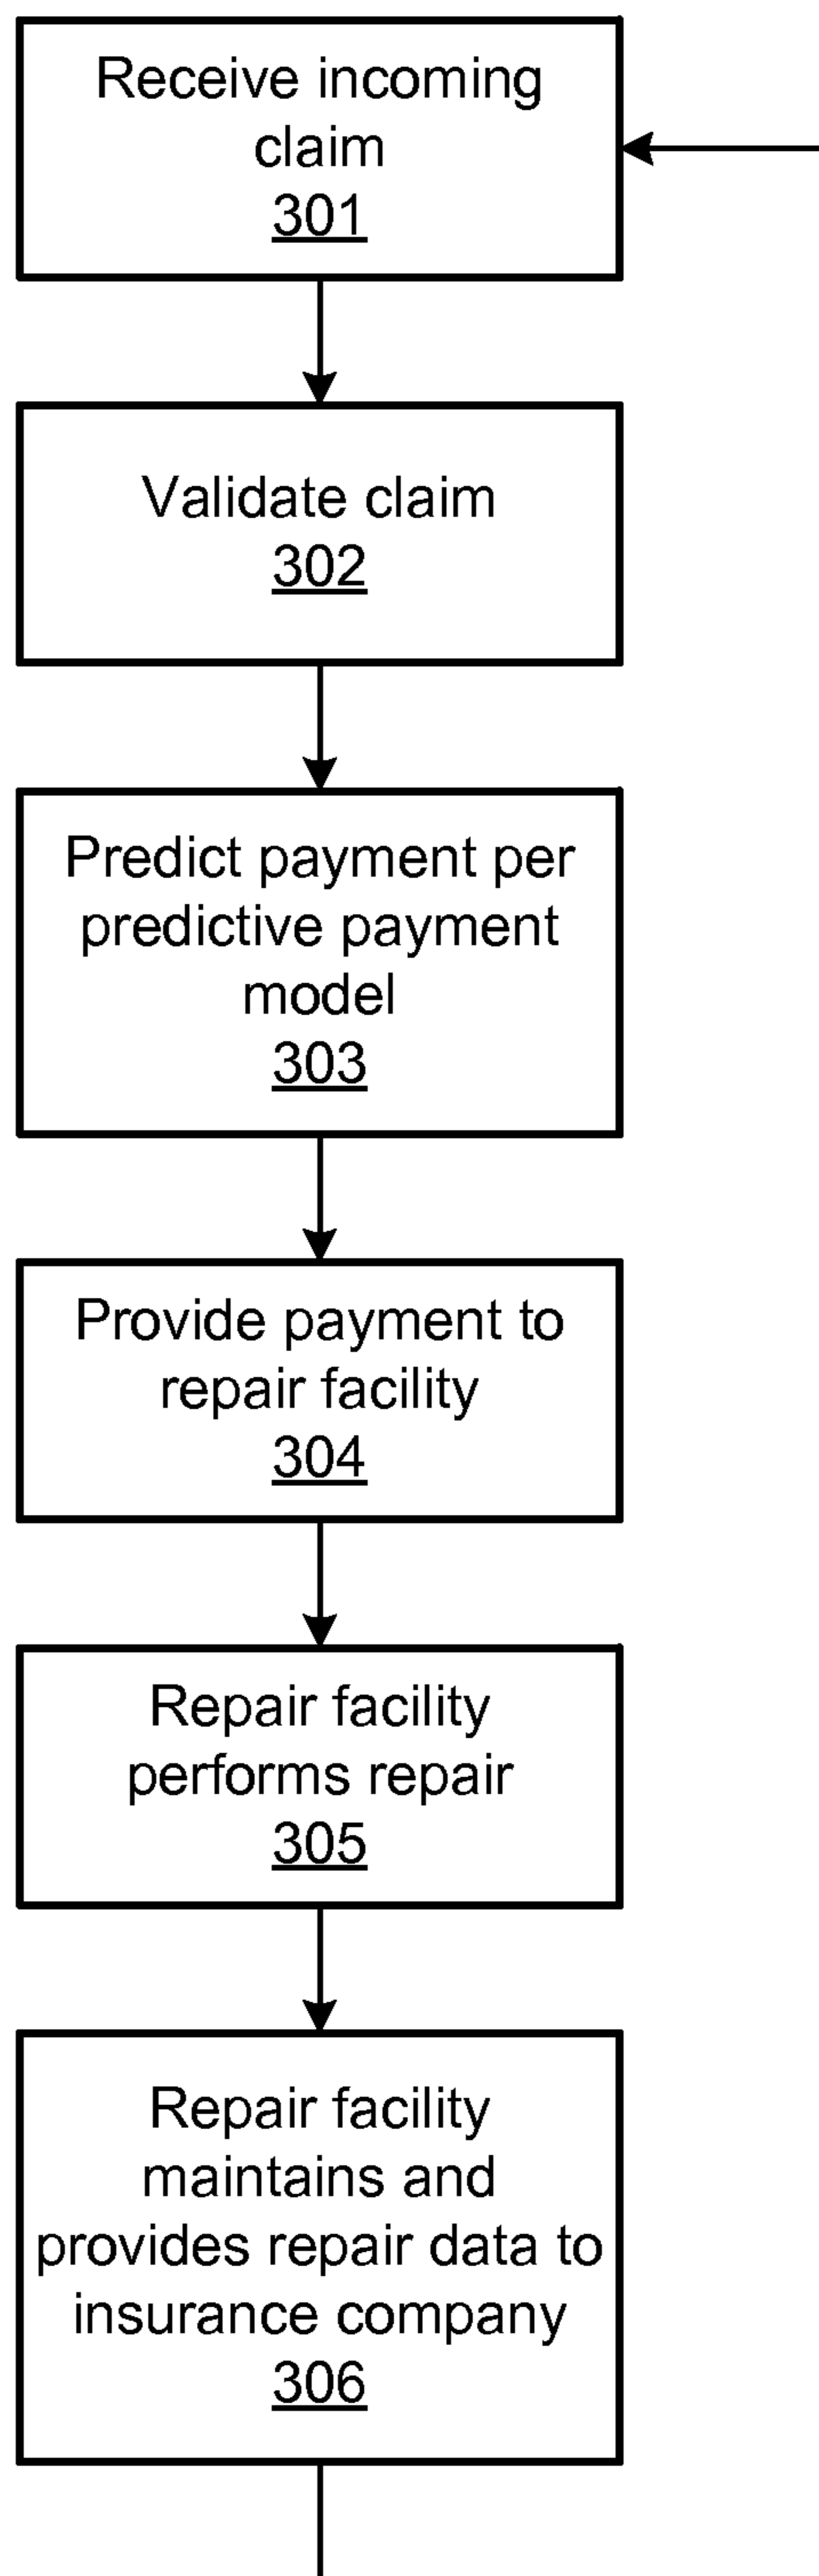 Receive incoming
claim
301
Validate claim
302
Predict payment per
predictive payment
model
303
Provide payment to
repair facility
304
Repair facility
performs repair
305
Repair facility
maintains and
provides repair data to
insurance company
306